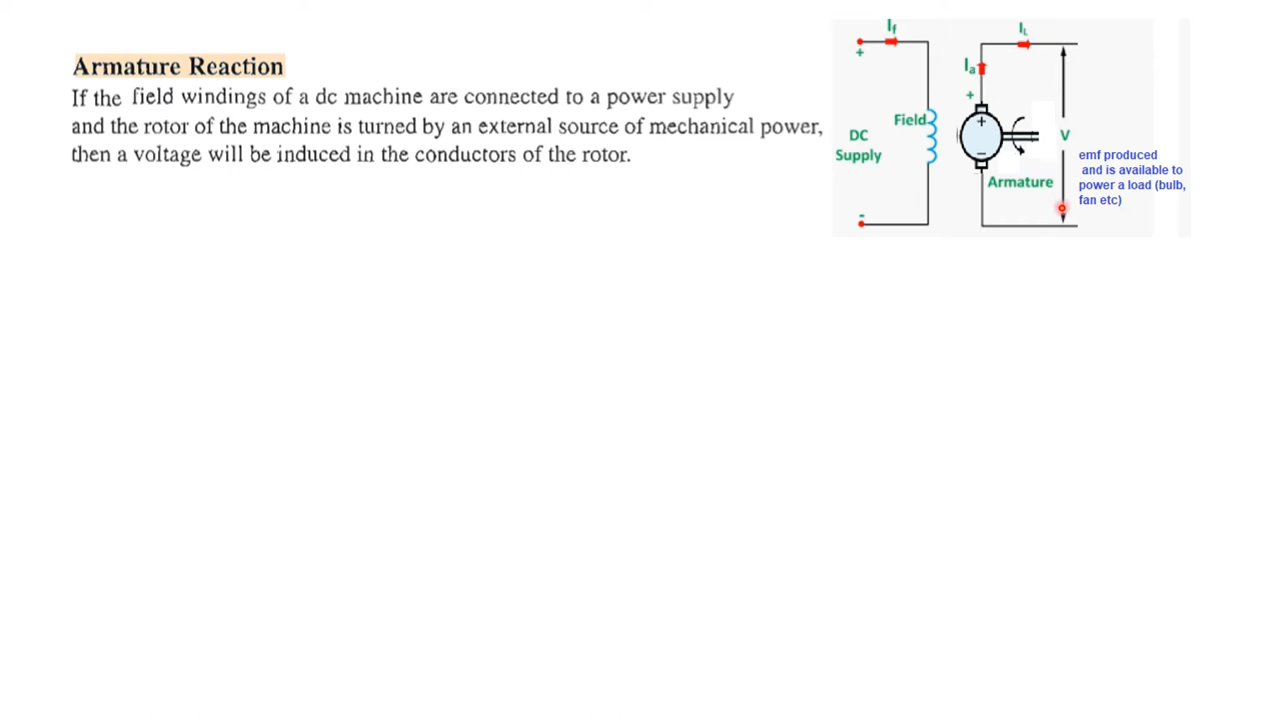 Armature Reaction
If the field windings of a dc machine are connected to a power supply
and the rotor of the machine is turned by an external source of mechanical power,
then a voltage will be induced in the conductors of the rotor.
If
IL
+
Ia
+
Field
DC
Supply
+
−
V
Armature
-
emf produced
and is available to
power a load (bulb,
fan etc)